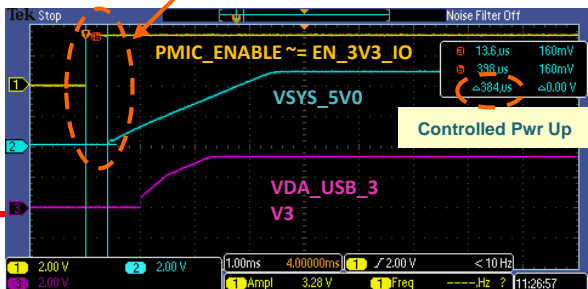 Tek Stop
Noise Filter Off
PMIC_ENABLE ~= EN_3V3_IO
13.6µs 160mV
398µs 160mV
△384µs △0.00 V
VSYS_5V0
Controlled Pwr Up
1
2
VDA_USB_3
V3
3
1 2.00 V 2 2.00 V 1.00ms 4.00000ms 1 2.00 V < 10 Hz
3 2.00 V 1 Ampl 3.28 V 1 Freq ----.Hz ? 11:26:57